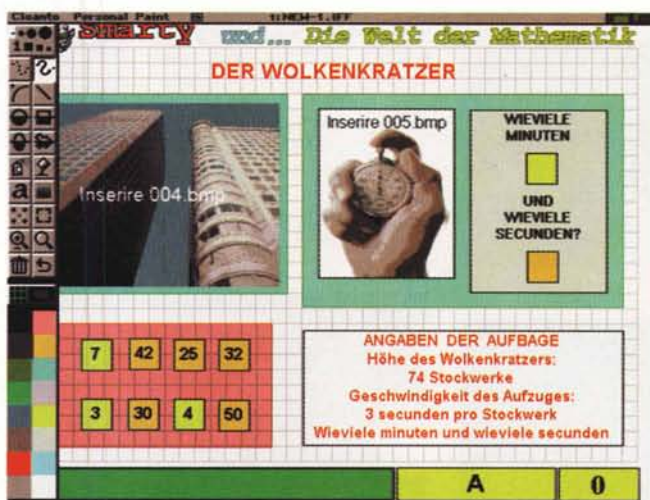 Cloanto Personal Paint
1:NEW-1.IFF
Smarty und... Die Welt der Mathematik
DER WOLKENKRATZER
Inserire 004.bmp
Inserire 005.bmp
WIEVIELE
MINUTEN
UND
WIEVIELE
SECUNDEN?
7 42 25 32
3 30 4 50
ANGABEN DER AUFBAGE
Höhe des Wolkenkratzers:
74 Stockwerke
Geschwindigkeit des Aufzuges:
3 secunden pro Stockwerk
Wieviele minuten und wieviele secunden
A
0